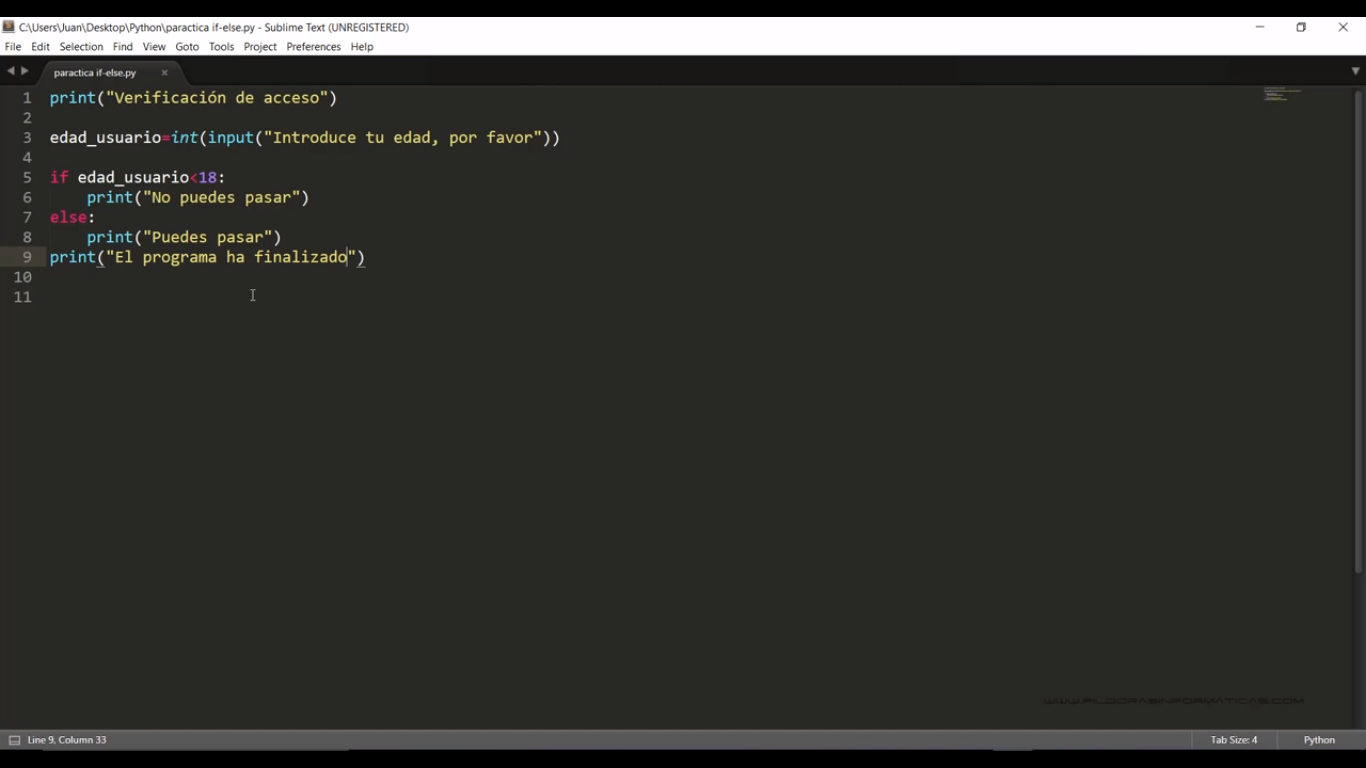 C:\Users\Juan\Desktop\Python\paractica if-else.py - Sublime Text (UNREGISTERED)
File Edit Selection Find View Goto Tools Project Preferences Help
paractica if-else.py
1 print("Verificación de acceso")
2
3 edad_usuario=int(input("Introduce tu edad, por favor"))
4
5 if edad_usuario<18:
6     print("No puedes pasar")
7 else:
8     print("Puedes pasar")
9 print("El programa ha finalizado")
10
11
WWW.PILDORASINFORMATICAS.COM
Line 9, Column 33 Tab Size: 4 Python